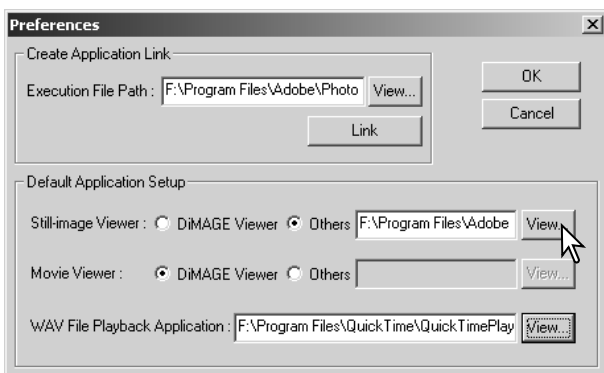 Preferences
Create Application Link
Execution File Path : F:\Program Files\Adobe\Photo View...
OK
Cancel
Link
Default Application Setup
Still-image Viewer : DiMAGE Viewer Others F:\Program Files\Adobe View...
Movie Viewer : DiMAGE Viewer Others View...
WAV File Playback Application : F:\Program Files\QuickTime\QuickTimePlay View...